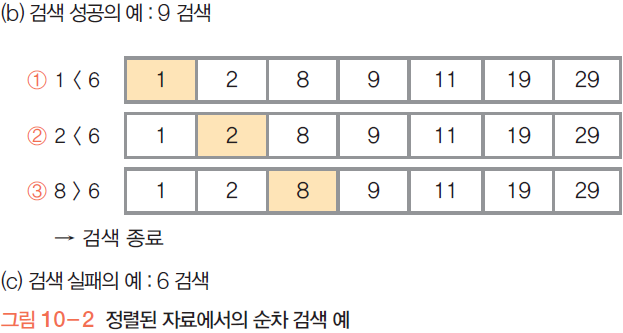 (b) 검색 성공의 예 : 9 검색
① 1 < 6 1 2 8 9 11 19 29
② 2 < 6 1 2 8 9 11 19 29
③ 8 > 6 1 2 8 9 11 19 29
→ 검색 종료
(c) 검색 실패의 예 : 6 검색
그림 10-2 정렬된 자료에서의 순차 검색 예